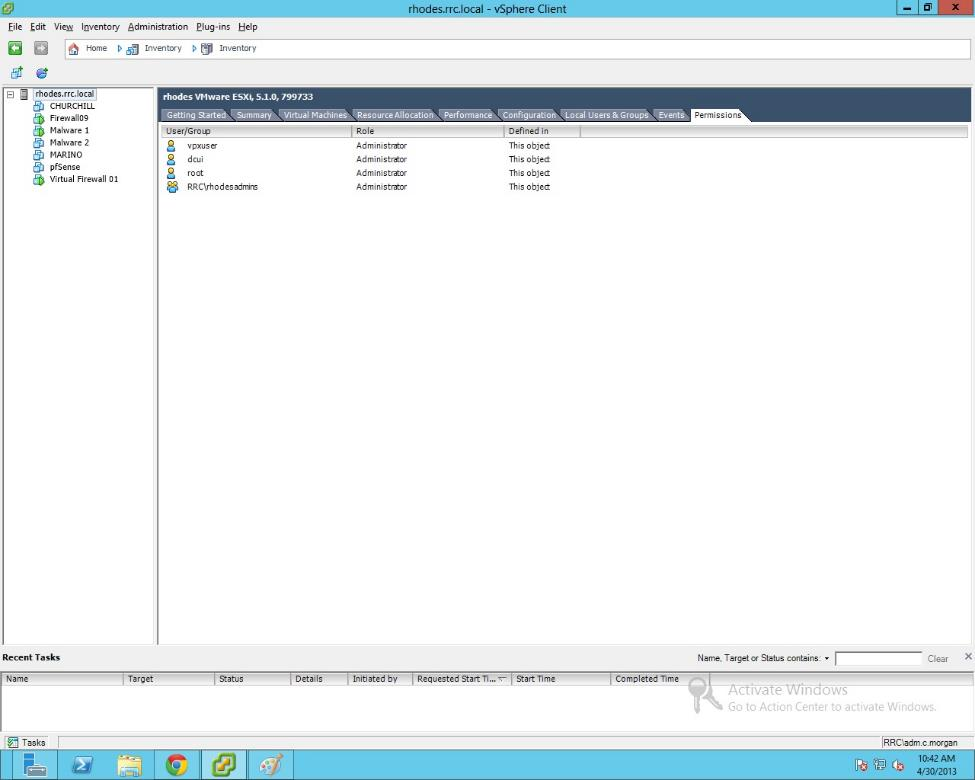 rhodes.rrc.local - vSphere Client
File Edit View Inventory Administration Plug-ins Help
Home Inventory Inventory
rhodes.rrc.local
CHURCHILL
Firewall09
Malware 1
Malware 2
MARINO
pfSense
Virtual Firewall 01
rhodes VMware ESXi, 5.1.0, 799733
Getting Started Summary Virtual Machines Resource Allocation Performance Configuration Local Users & Groups Events Permissions
User/Group Role Defined in
vpxuser Administrator This object
dcui Administrator This object
root Administrator This object
RRC\rhodesadmins Administrator This object
Recent Tasks
Name, Target or Status contains: Clear
Name Target Status Details Initiated by Requested Start Ti... Start Time Completed Time
Activate Windows
Go to Action Center to activate Windows.
Tasks
RRC\adm.c.morgan
10:42 AM
4/30/2013